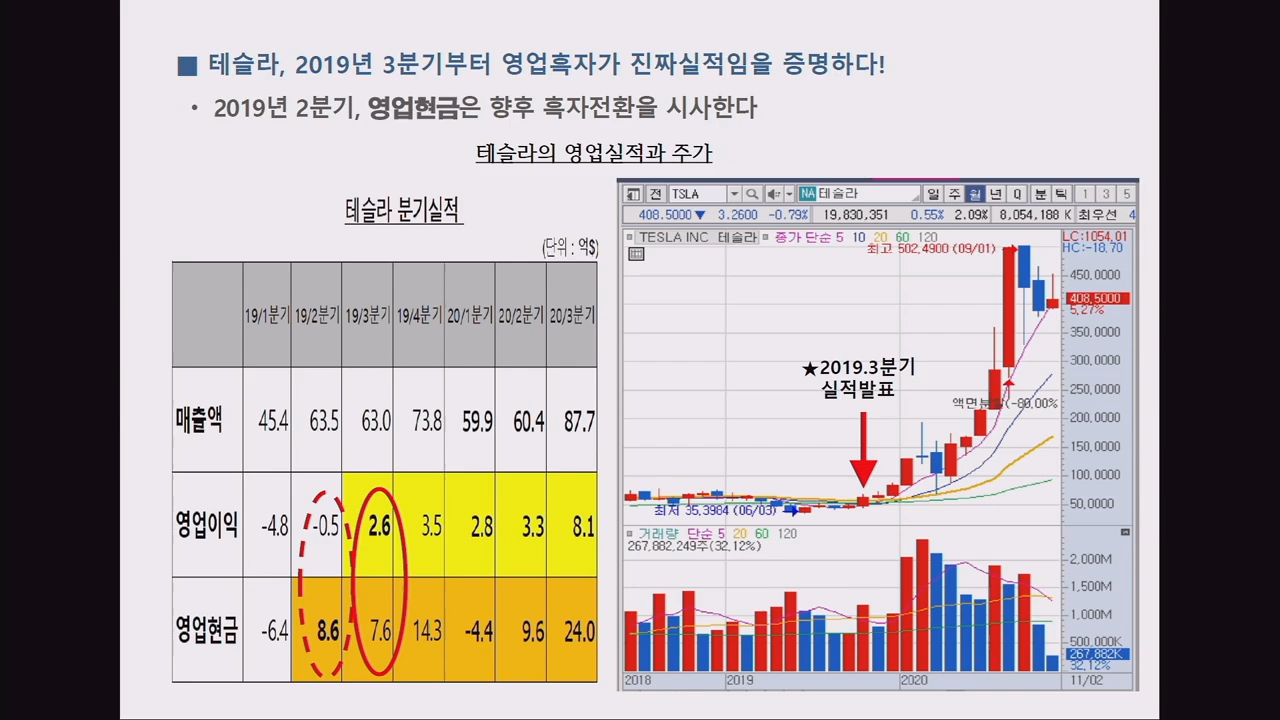 ■ 테슬라, 2019년 3분기부터 영업흑자가 진짜실적임을 증명하다!
• 2019년 2분기, 영업현금은 향후 흑자전환을 시사한다
테슬라의 영업실적과 주가
테슬라 분기실적
(단위 : 억$)
19/1분기 19/2분기 19/3분기 19/4분기 20/1분기 20/2분기 20/3분기
매출액 45.4 63.5 63.0 73.8 59.9 60.4 87.7
영업이익 -4.8 -0.5 2.6 3.5 2.8 3.3 8.1
영업현금 -6.4 8.6 7.6 14.3 -4.4 9.6 24.0
전 TSLA NA 테슬라 일 주 월 년 Q 분 틱 1 3 5
408.5000▼ 3.2600 -0.79% 19,830,351 0.55% 2.09% 8,054,188 K 최우선 4
TESLA INC 테슬라 종가 단순 5 10 20 60 120
LC:1054.01
최고 502.4900 (09/01)
HC:-18.70
450.0000
408.5000
5.27%
350.0000
300.0000
250.0000
200.0000
150.0000
100.0000
50.0000
★2019.3분기
실적발표
액면분할(-80.00%
최저 35.3984 (06/03)
거래량 단순 5 20 60 120
267,882,249주(32.12%)
2,000M
1,500M
1,000M
500,000K
267,882K
32.12%
2018 2019 2020 11/02